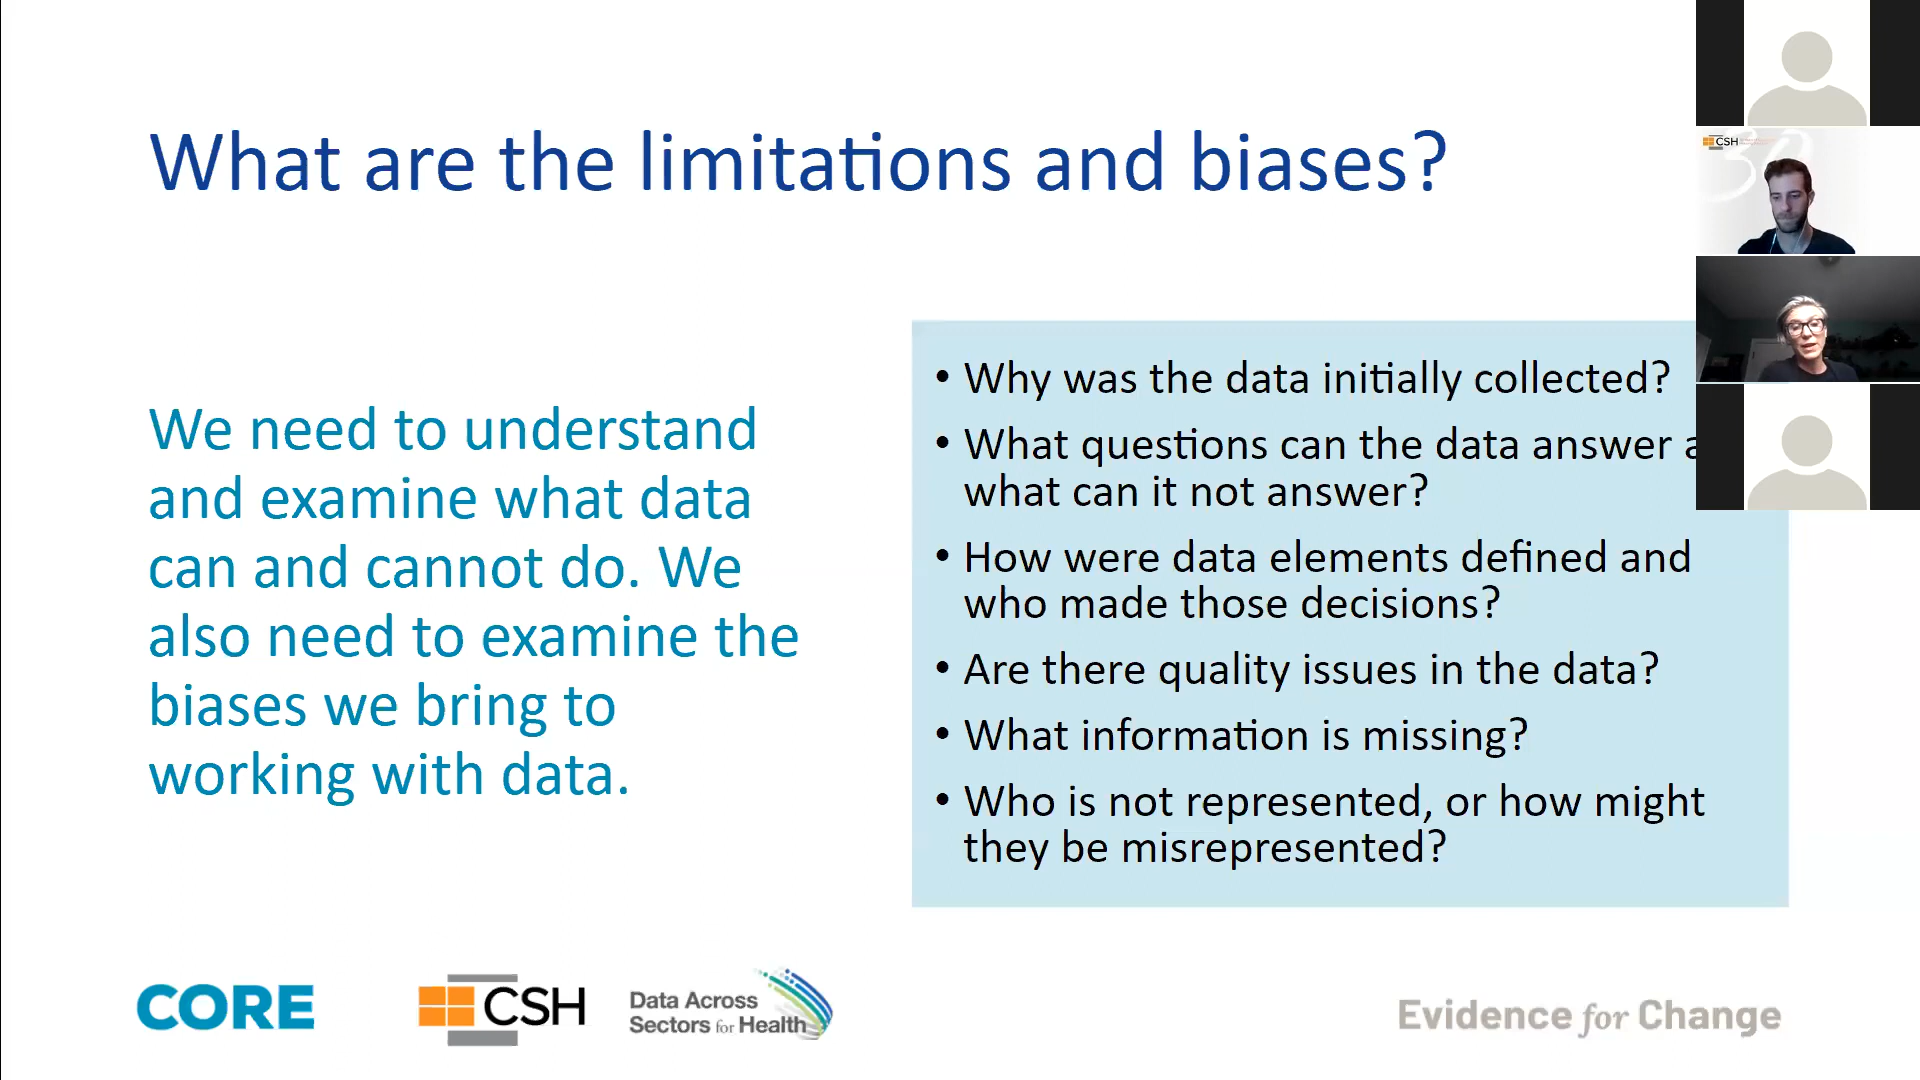 What are the limitations and biases?
We need to understand
and examine what data
can and cannot do. We
also need to examine the
biases we bring to
working with data.
• Why was the data initially collected?
• What questions can the data answer
what can it not answer?
• How were data elements defined and
who made those decisions?
• Are there quality issues in the data?
• What information is missing?
• Who is not represented, or how might
they be misrepresented?
CSH
30
CORE
CSH
Data Across
Sectors for Health
Evidence for Change